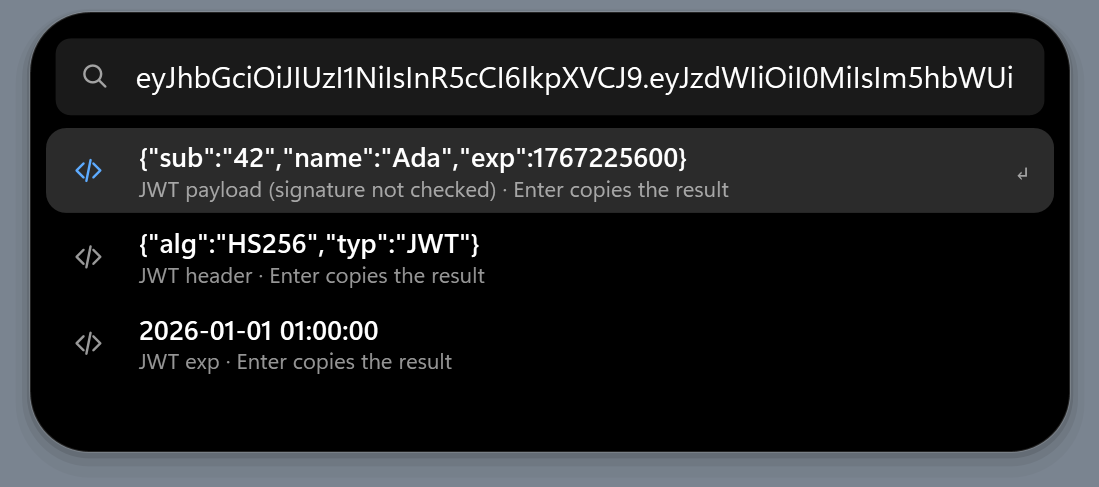 eyJhbGciOiJIUzI1NiIsInR5cCI6IkpXVCJ9.eyJzdWIiOiI0MiIsIm5hbWUi
{"sub":"42","name":"Ada","exp":1767225600}
JWT payload (signature not checked) · Enter copies the result
{"alg":"HS256","typ":"JWT"}
JWT header · Enter copies the result
2026-01-01 01:00:00
JWT exp · Enter copies the result